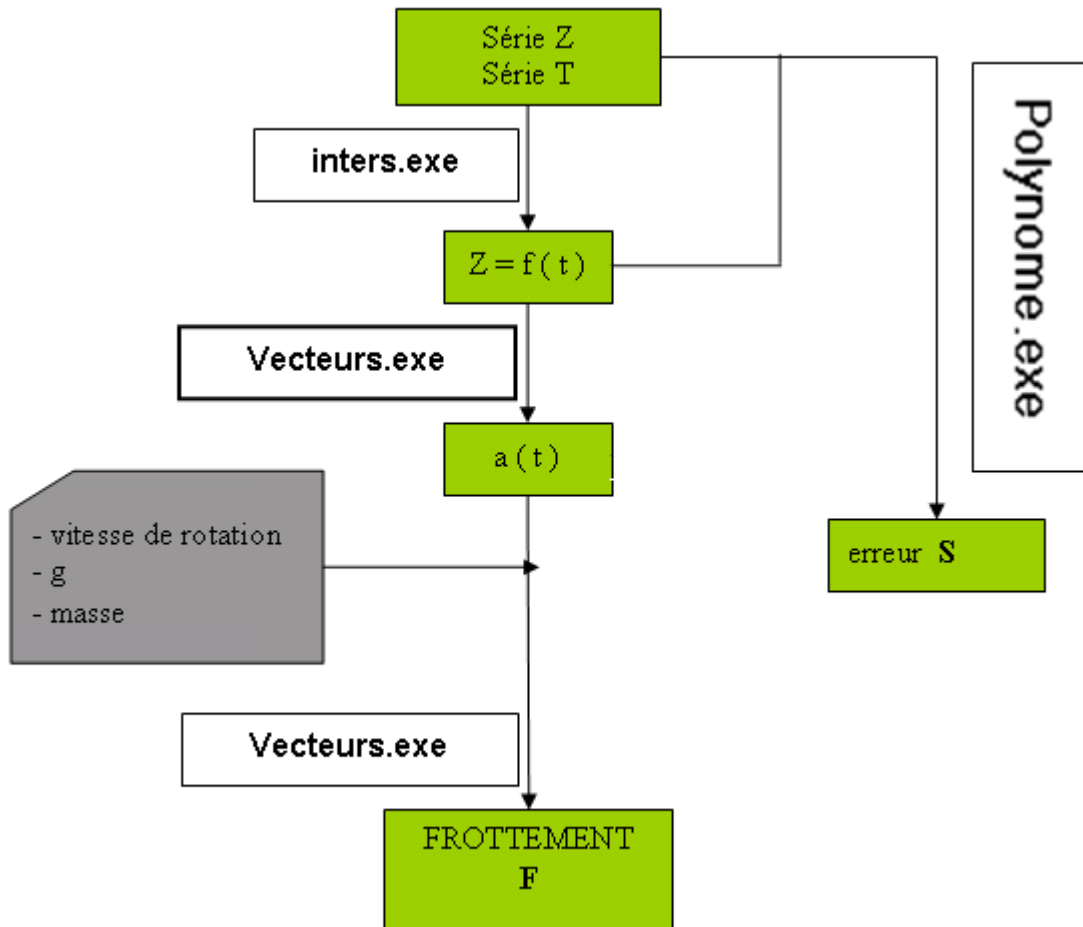 Série Z
Série T
inters.exe
Polynome.exe
Z = f ( t )
Vecteurs.exe
a ( t )
- vitesse de rotation
- g
- masse
erreur S
Vecteurs.exe
FROTTEMENT
F